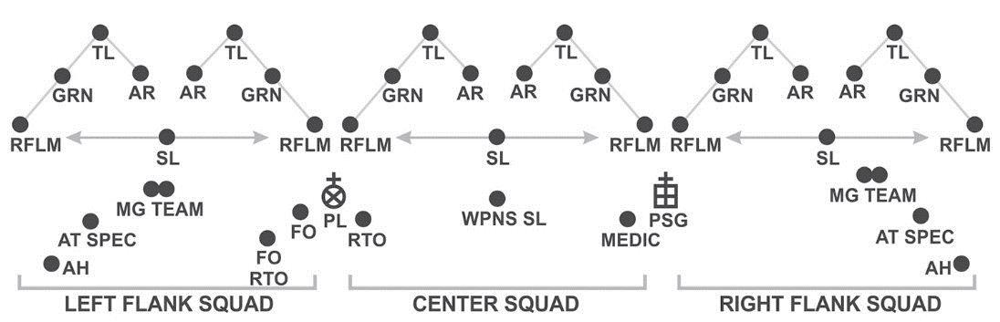 TL TL TL TL TL TL
GRN AR AR GRN GRN AR AR GRN GRN AR AR GRN
RFLM RFLM RFLM RFLM RFLM RFLM
SL SL SL
MG TEAM MG TEAM
PL PSG
WPNS SL
FO RTO MEDIC
AT SPEC AT SPEC
FO
RTO
AH AH
LEFT FLANK SQUAD CENTER SQUAD RIGHT FLANK SQUAD